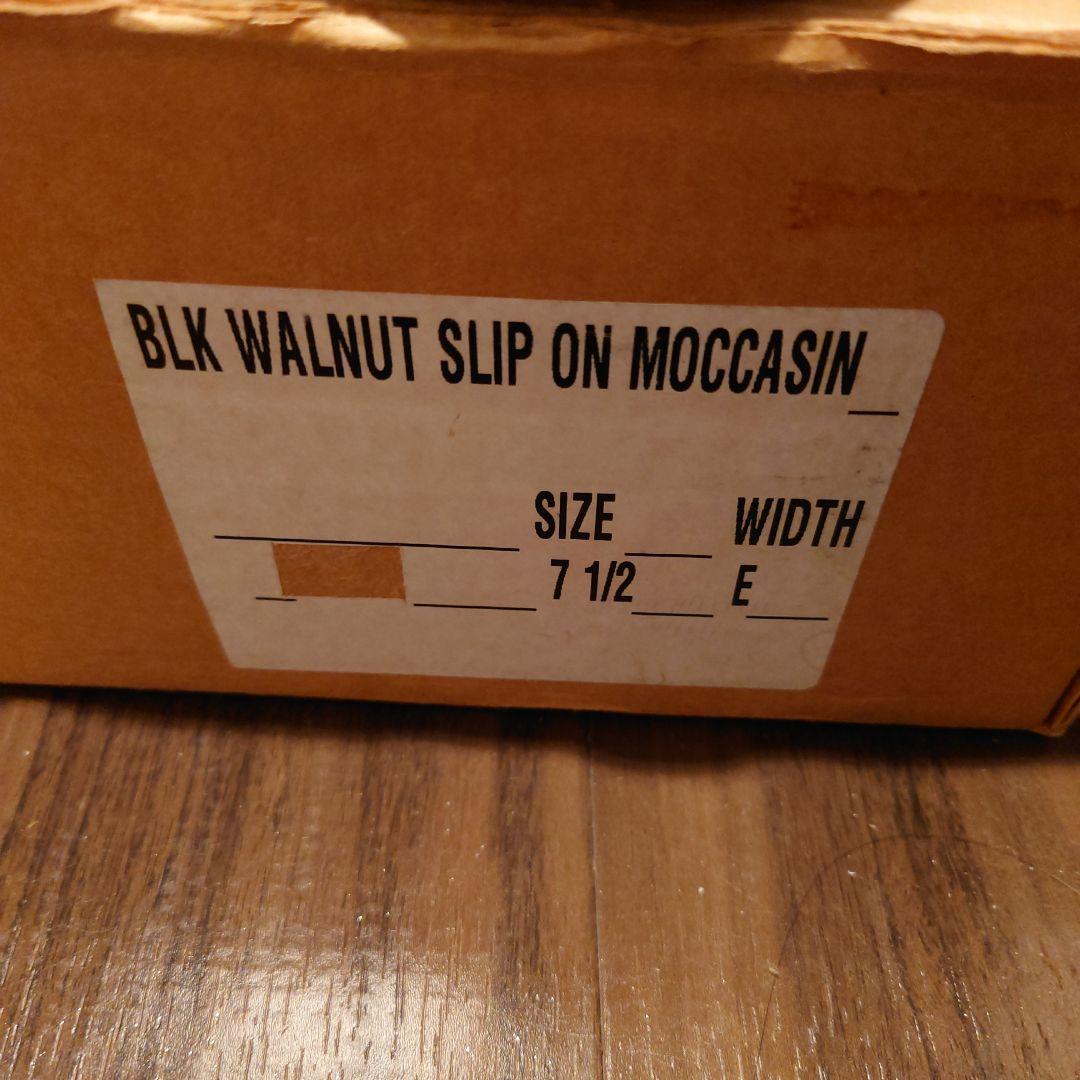 BLK WALNUT SLIP ON MOCCASIN
SIZE WIDTH
7 1/2 E